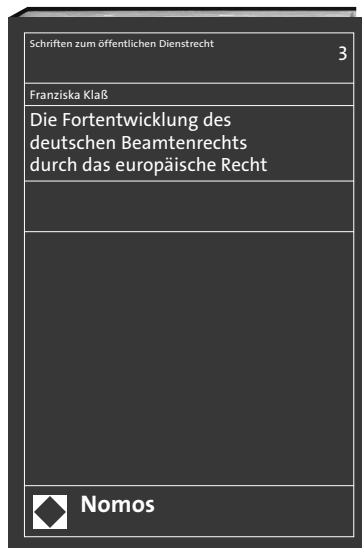 Schriften zum öffentlichen Dienstrecht
3
Franziska Klaß
Die Fortentwicklung des
deutschen Beamtenrechts
durch das europäische Recht
Nomos